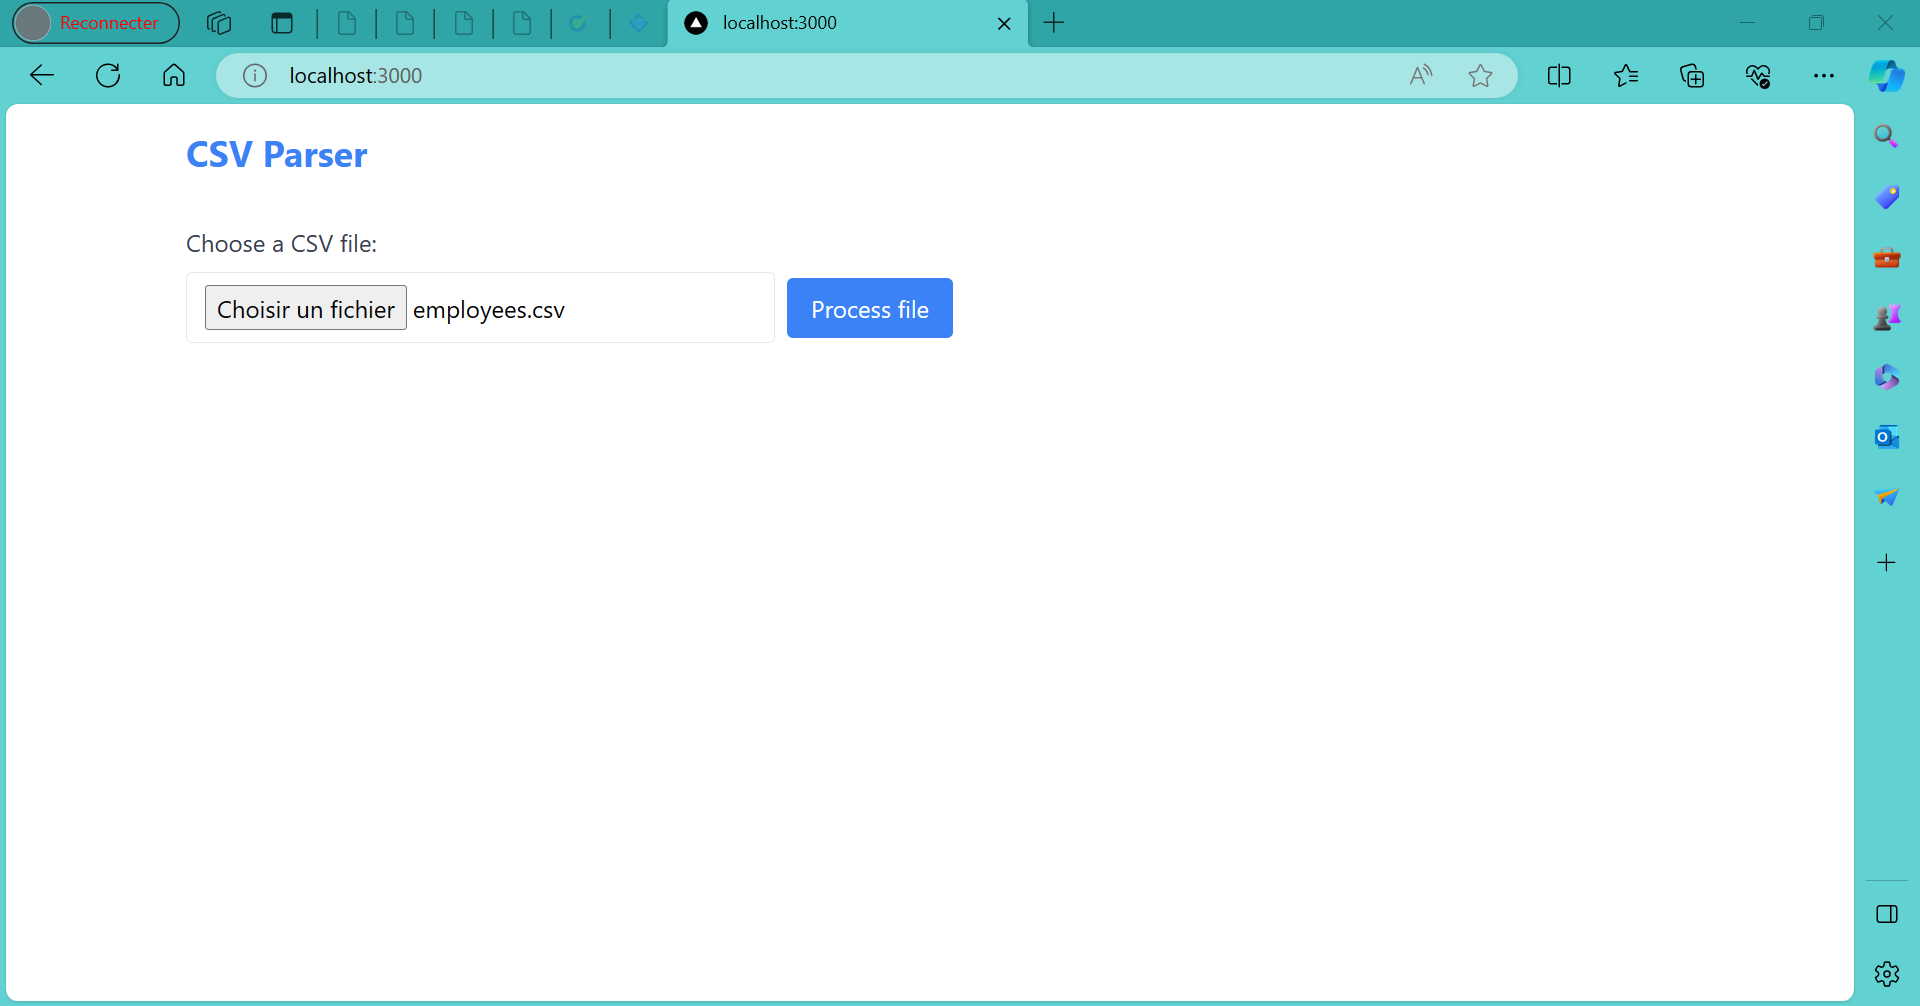 Reconnecter
localhost:3000
localhost:3000
CSV Parser
Choose a CSV file:
Choisir un fichier employees.csv
Process file